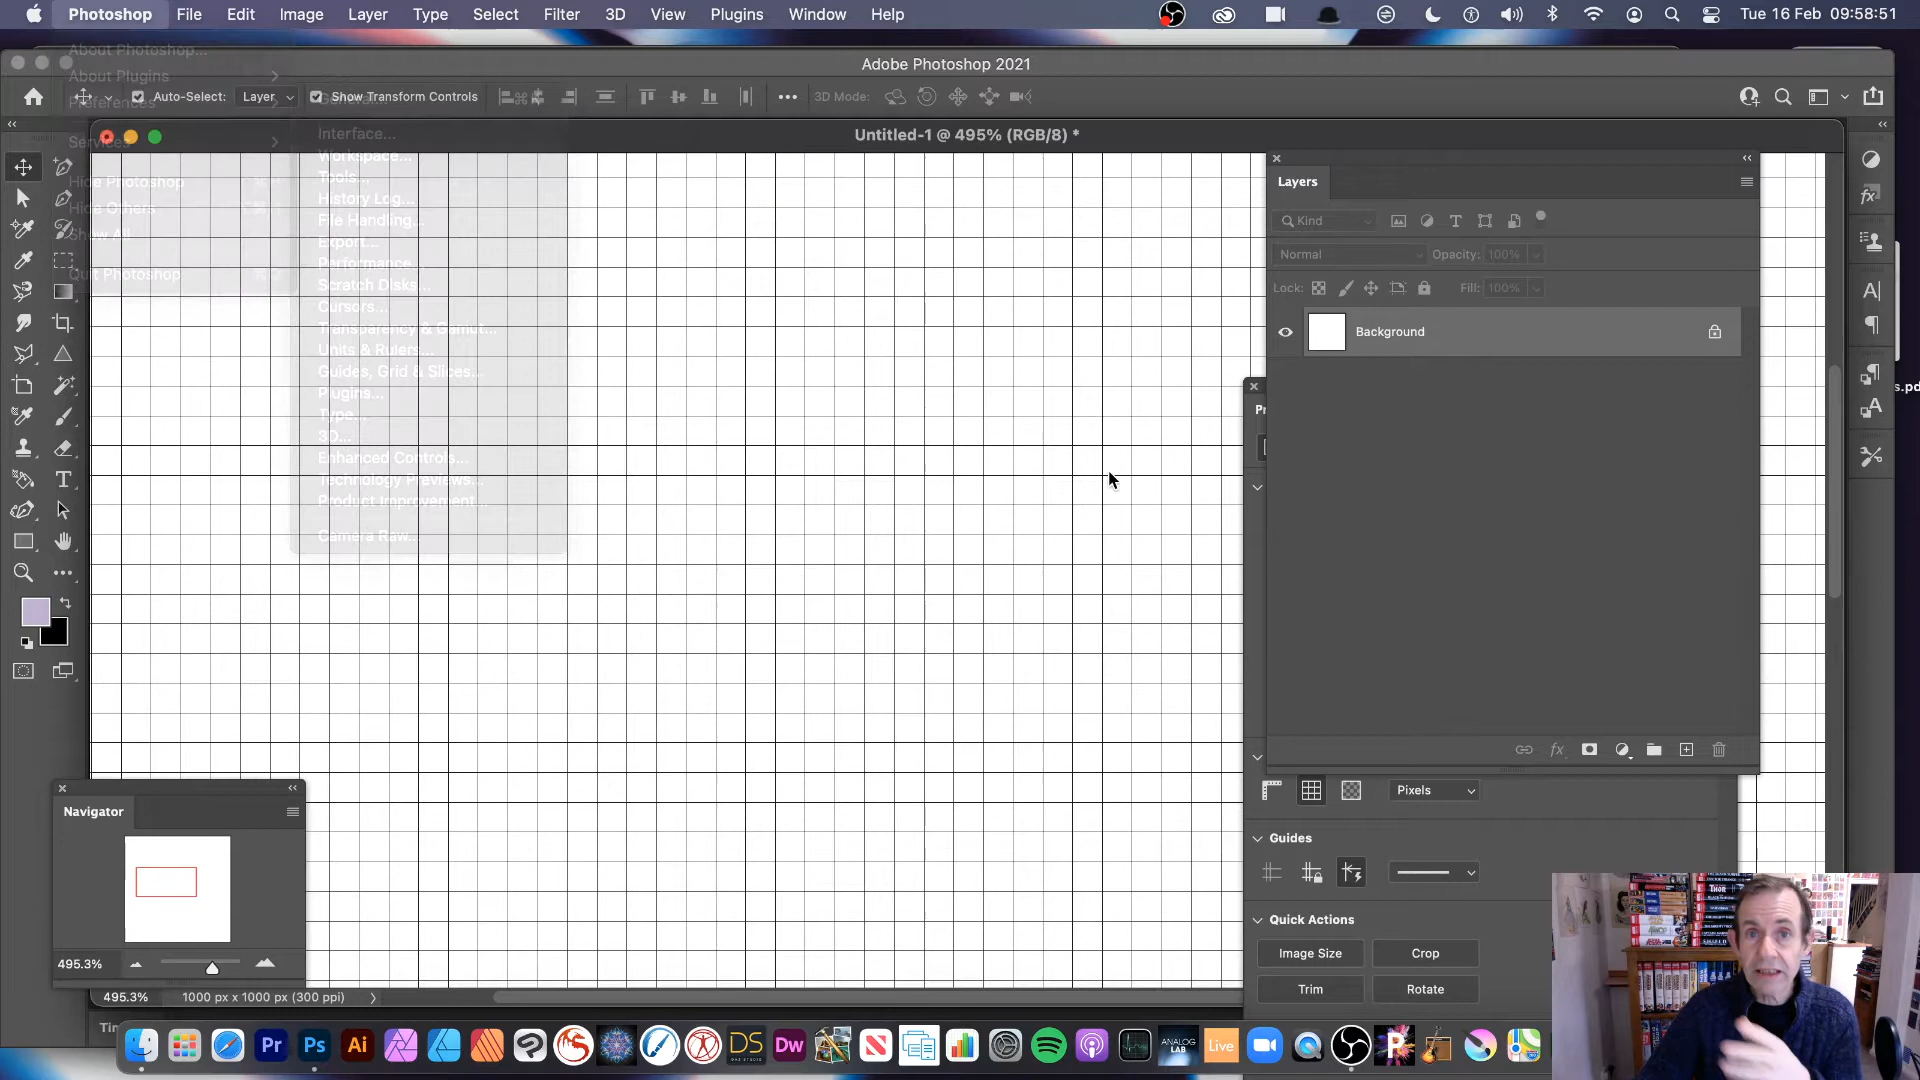 Photoshop File Edit Image Layer Type Select Filter 3D View Plugins Window Help Tue 16 Feb 09:58:51
About Photoshop...
Adobe Photoshop 2021
About Plugins
Preferences
Auto-Select: Layer Show Transform Controls 3D Mode:
Untitled-1 @ 495% (RGB/8) *
Services
Hide Photoshop
Hide Others
Show All
Quit Photoshop
Interface...
Workspace...
Tools...
History Log...
File Handling...
Export...
Performance...
Scratch Disks...
Cursors...
Transparency & Gamut...
Units & Rulers...
Guides, Grid & Slices...
Plugins...
Type...
3D...
Enhanced Controls...
Technology Previews...
Product Improvement...
Camera Raw...
Layers
Kind
Normal Opacity: 100%
Lock: Fill: 100%
Background
s.pd
Pr
Pixels
Guides
Quick Actions
Image Size Crop
Trim Rotate
Navigator
495.3%
495.3% 1000 px x 1000 px (300 ppi)
Tin
Pr Ps Ai DS Dw ANALOG LAB Live P
THOR